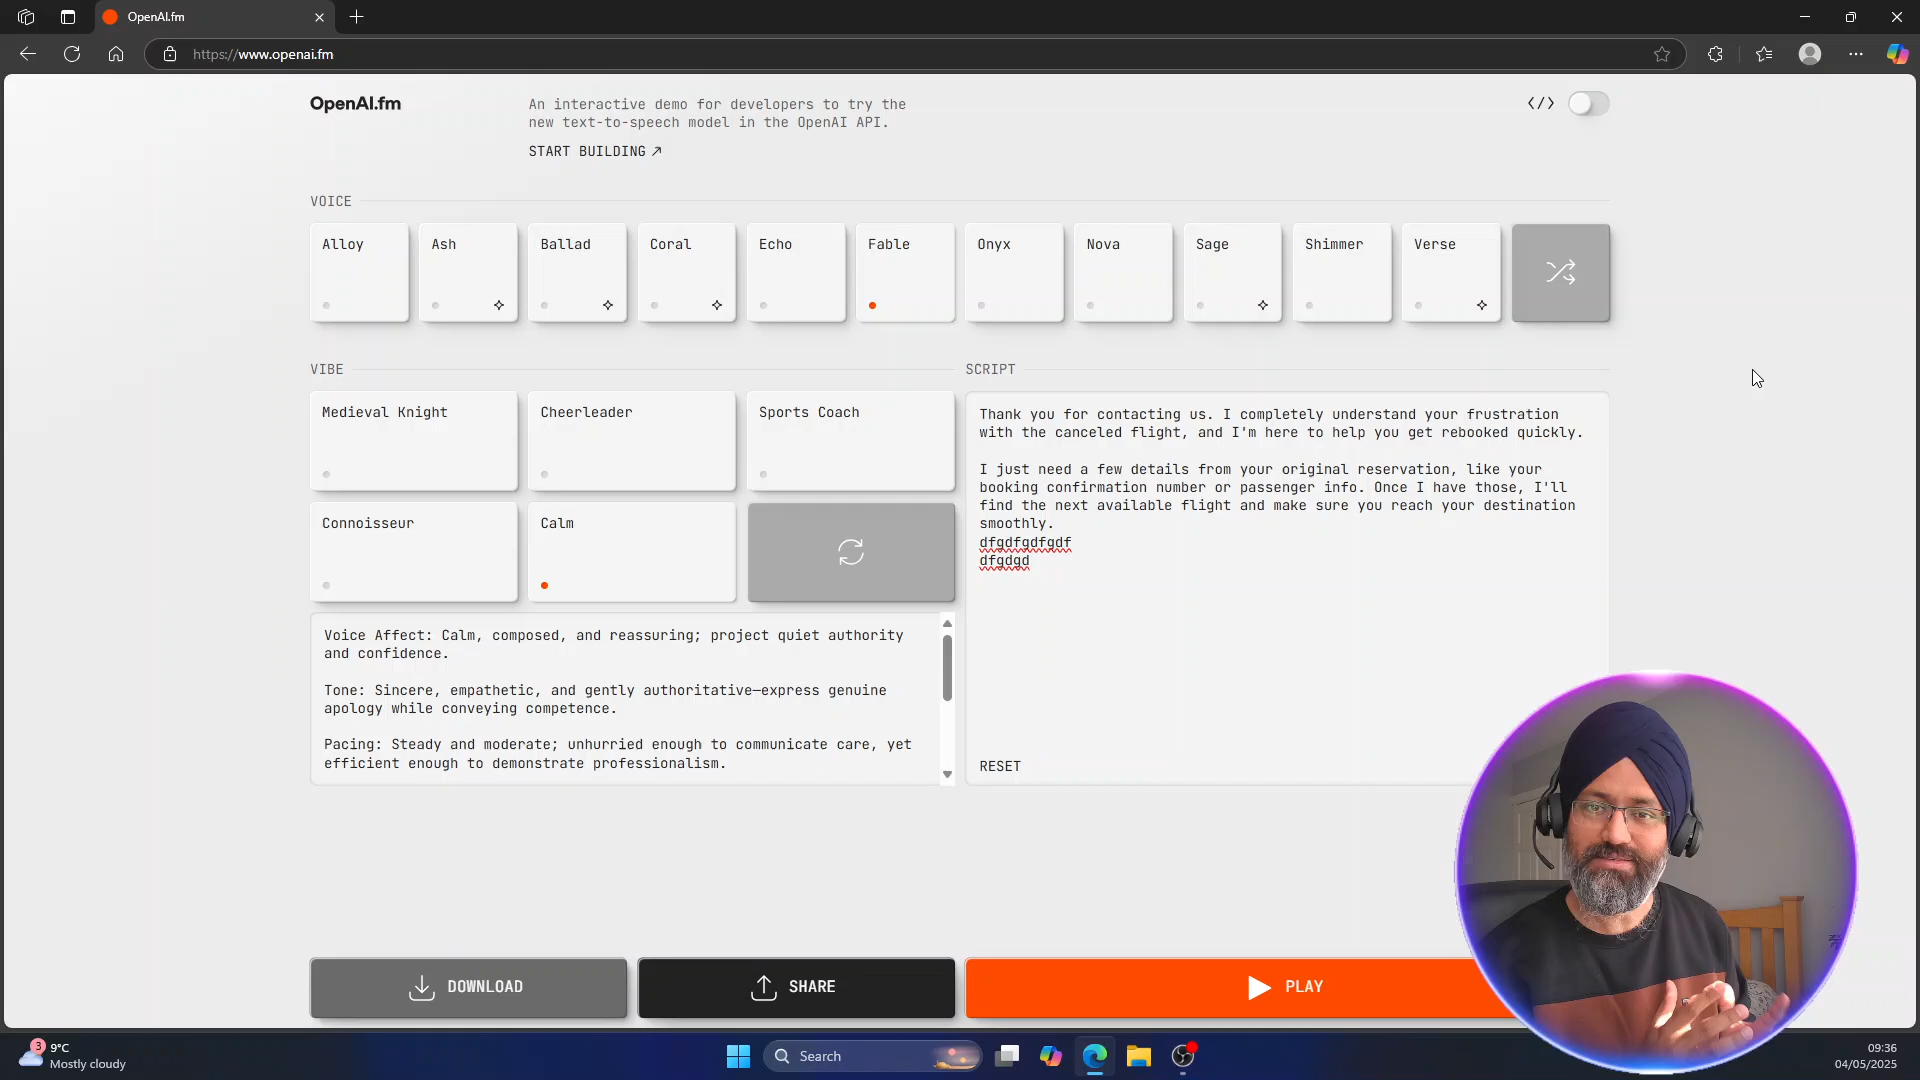 OpenAI.fm
https://www.openai.fm
OpenAI.fm
An interactive demo for developers to try the
new text-to-speech model in the OpenAI API.
START BUILDING ↗
</>
VOICE
Alloy
Ash
Ballad
Coral
Echo
Fable
Onyx
Nova
Sage
Shimmer
Verse
VIBE
Medieval Knight
Cheerleader
Sports Coach
Connoisseur
Calm
Voice Affect: Calm, composed, and reassuring; project quiet authority
and confidence.
Tone: Sincere, empathetic, and gently authoritative—express genuine
apology while conveying competence.
Pacing: Steady and moderate; unhurried enough to communicate care, yet
efficient enough to demonstrate professionalism.
SCRIPT
Thank you for contacting us. I completely understand your frustration
with the canceled flight, and I'm here to help you get rebooked quickly.
I just need a few details from your original reservation, like your
booking confirmation number or passenger info. Once I have those, I'll
find the next available flight and make sure you reach your destination
smoothly.
dfgdfgdfgdf
dfgdgd
RESET
DOWNLOAD
SHARE
PLAY
3
9°C
Mostly cloudy
Search
09:36
04/05/2025